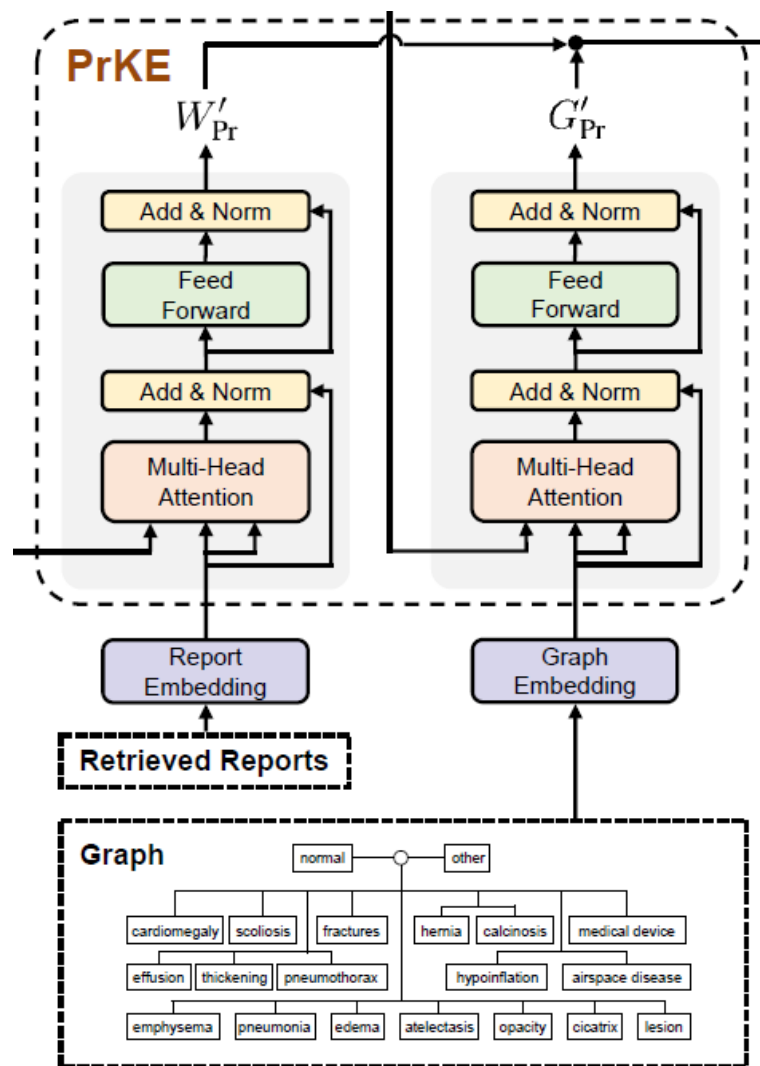 PrKE
W′Pr
G′Pr
Add & Norm
Add & Norm
Feed
Forward
Feed
Forward
Add & Norm
Add & Norm
Multi-Head
Attention
Multi-Head
Attention
Report
Embedding
Graph
Embedding
Retrieved Reports
Graph
normal
other
cardiomegaly
scoliosis
fractures
hernia
calcinosis
medical device
effusion
thickening
pneumothorax
hypoinflation
airspace disease
emphysema
pneumonia
edema
atelectasis
opacity
cicatrix
lesion